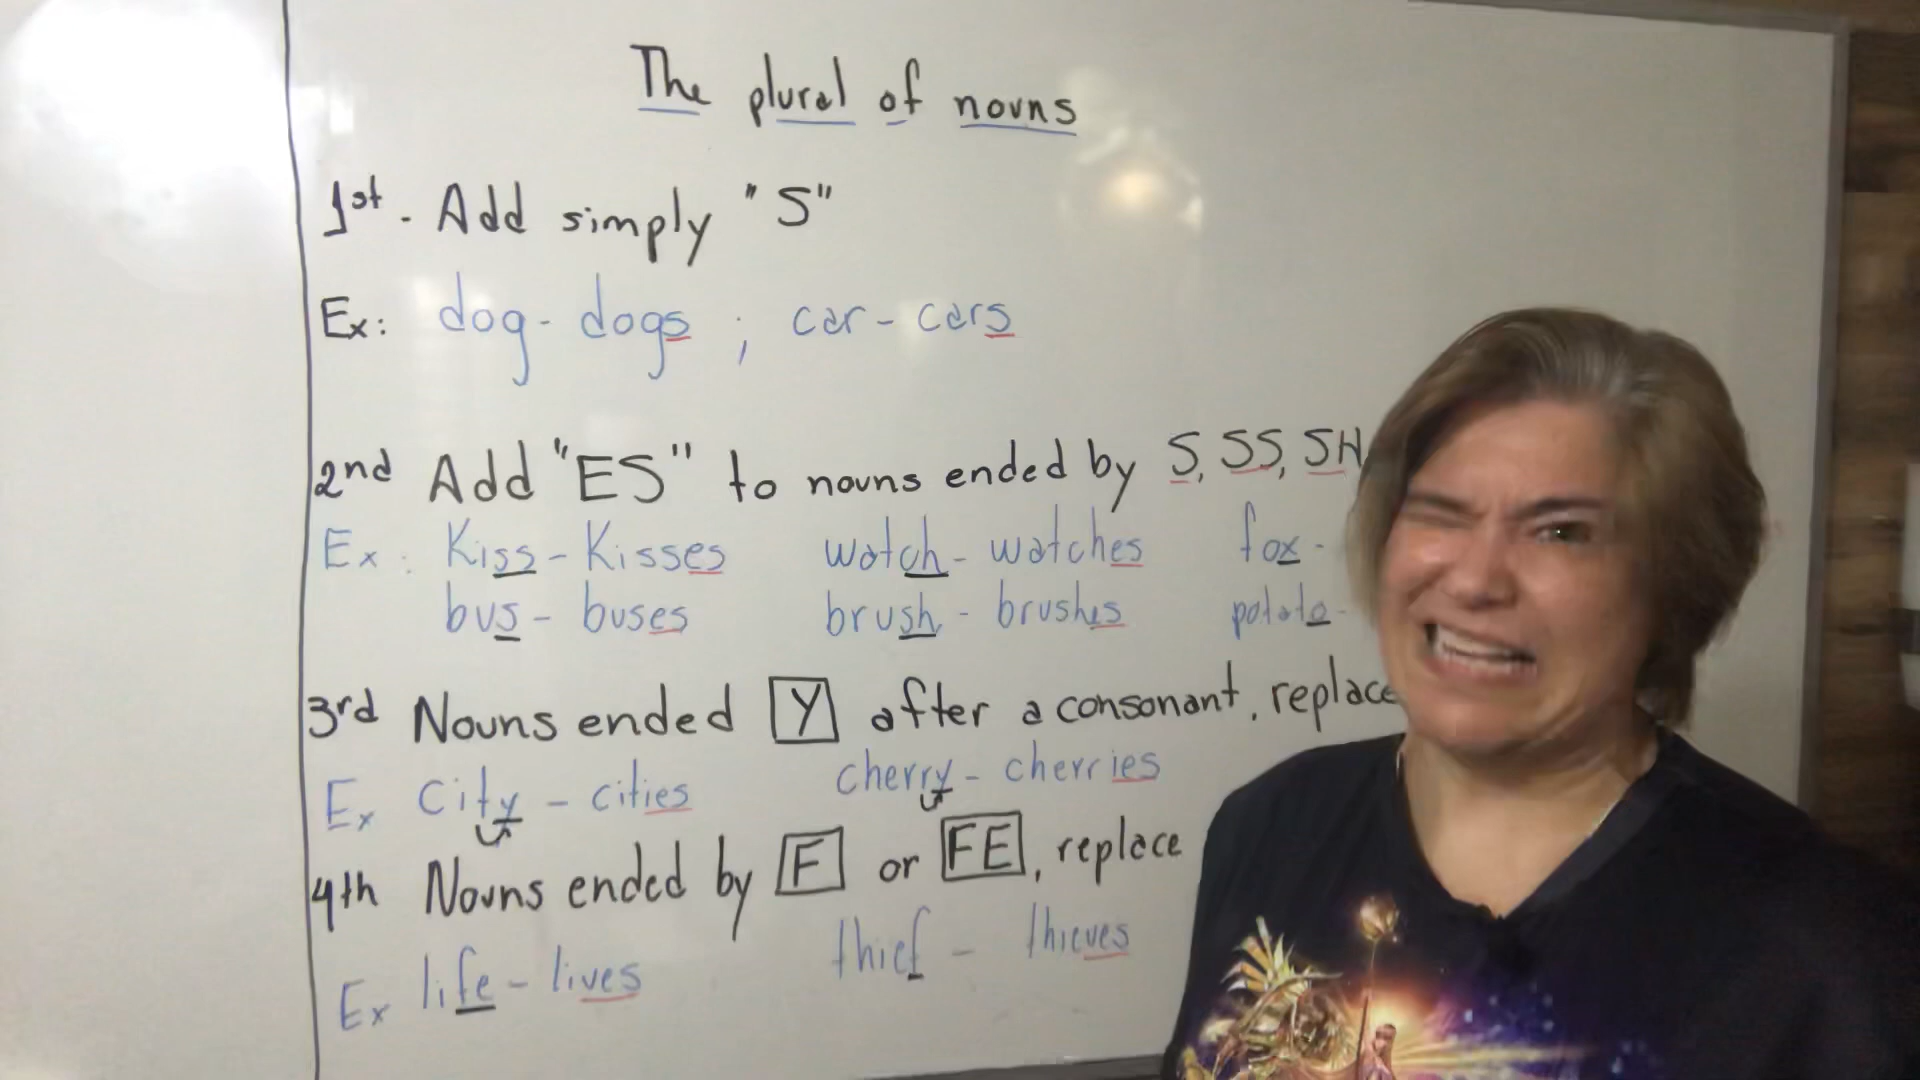 The plural of nouns
1st - Add simply "S"
Ex: dog - dogs ; car - cars
2nd Add "ES" to nouns ended by S, SS, SH,
Ex: Kiss - Kisses watch - watches fox -
bus - buses brush - brushes potato -
3rd Nouns ended Y after a consonant, replace
Ex city - cities cherry - cherries
4th Nouns ended by F or FE, replace
Ex life - lives thief - thieves